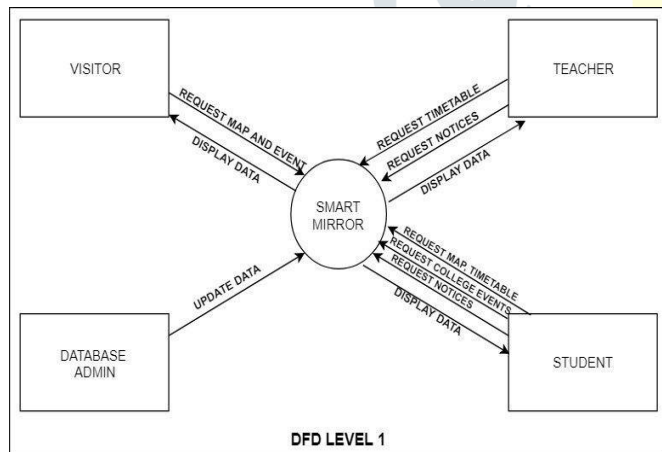 VISITOR
TEACHER
REQUEST MAP AND EVENT
DISPLAY DATA
REQUEST TIMETABLE
REQUEST NOTICES
DISPLAY DATA
SMART
MIRROR
UPDATE DATA
REQUEST MAP, TIMETABLE
REQUEST COLLEGE EVENTS
REQUEST NOTICES
DISPLAY DATA
DATABASE
ADMIN
STUDENT
DFD LEVEL 1